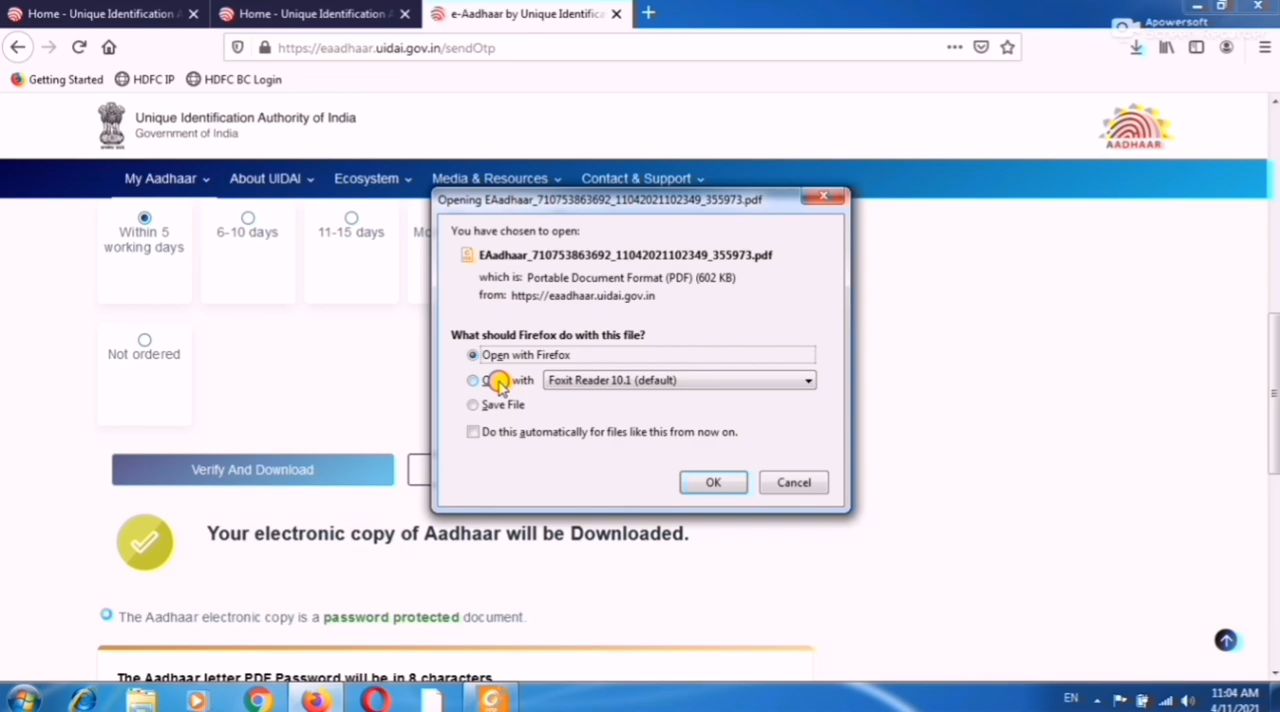 Home - Unique Identification A
Home - Unique Identification A
e-Aadhaar by Unique Identifica
Apowersoft
Screen Recorder
https://eaadhaar.uidai.gov.in/sendOtp
Getting Started
HDFC IP
HDFC BC Login
Unique Identification Authority of India
Government of India
AADHAAR
My Aadhaar
About UIDAI
Ecosystem
Media & Resources
Contact & Support
Within 5
working days
6-10 days
11-15 days
Mo
Not ordered
Opening EAadhaar_710753863692_11042021102349_355973.pdf
You have chosen to open:
EAadhaar_710753863692_11042021102349_355973.pdf
which is: Portable Document Format (PDF) (602 KB)
from: https://eaadhaar.uidai.gov.in
What should Firefox do with this file?
Open with Firefox
with
Foxit Reader 10.1 (default)
Save File
Do this automatically for files like this from now on.
OK
Cancel
Verify And Download
Your electronic copy of Aadhaar will be Downloaded.
The Aadhaar electronic copy is a password protected document.
The Aadhaar letter PDF Password will be in 8 characters
EN
11:04 AM
4/11/2021